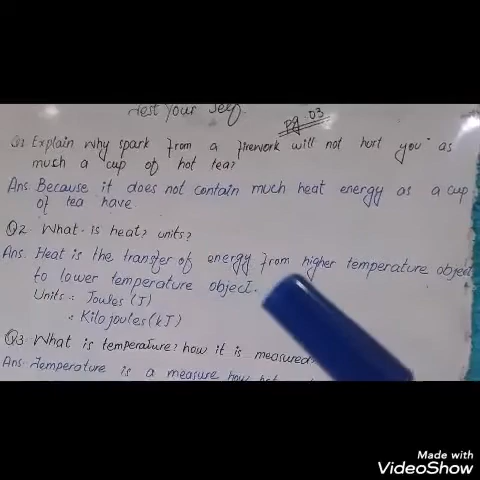 Test Your Self
pg 03
Q1 Explain why spark from a firework will not hurt you as
much a cup of hot tea?
Ans. Because it does not contain much heat energy as a cup
of tea have
Q2 What is heat? units?
Ans. Heat is the transfer of energy from higher temperature object
to lower temperature object.
Units: Joules (J)
: Kilojoules (kJ)
Q3 What is temperature? how it is measured?
Ans. Temperature is a measure how
Made with
VideoShow